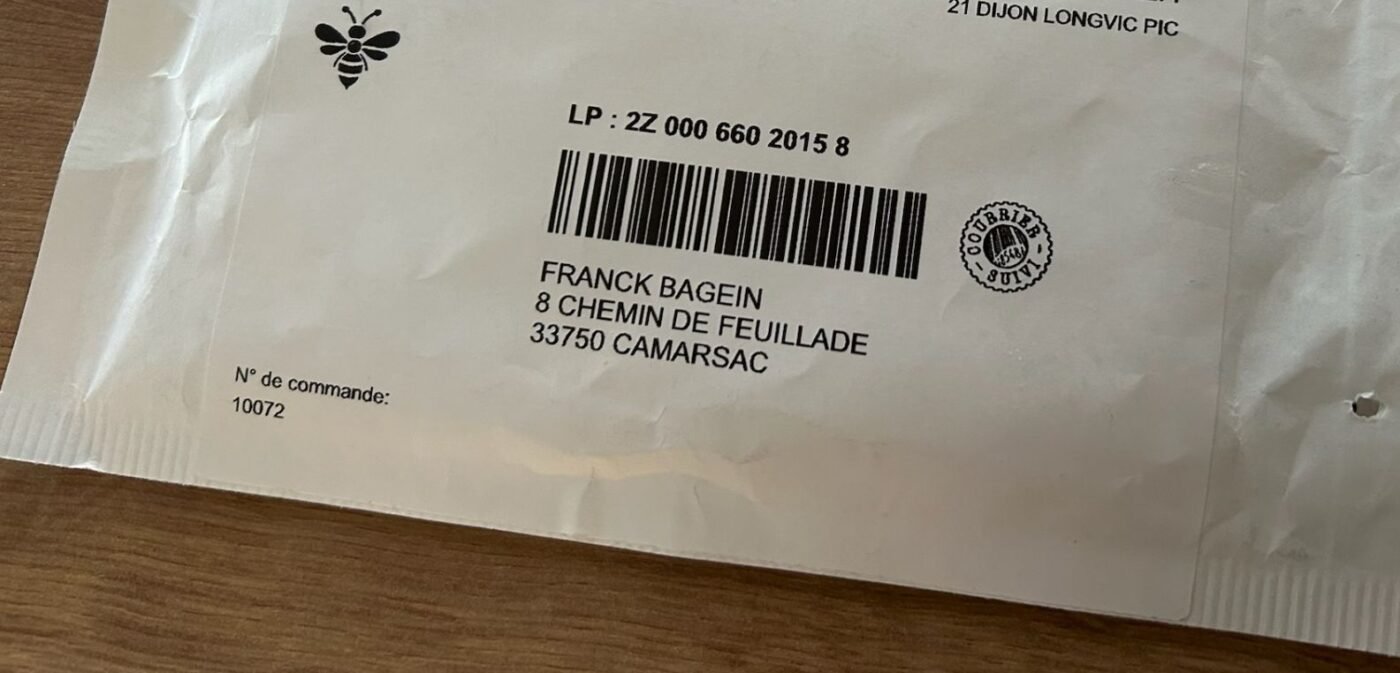 21 DIJON LONGVIC PIC
LP : 2Z 000 660 2015 8
COURRIER
SUIVI
FRANCK BAGEIN
8 CHEMIN DE FEUILLADE
33750 CAMARSAC
N° de commande:
10072